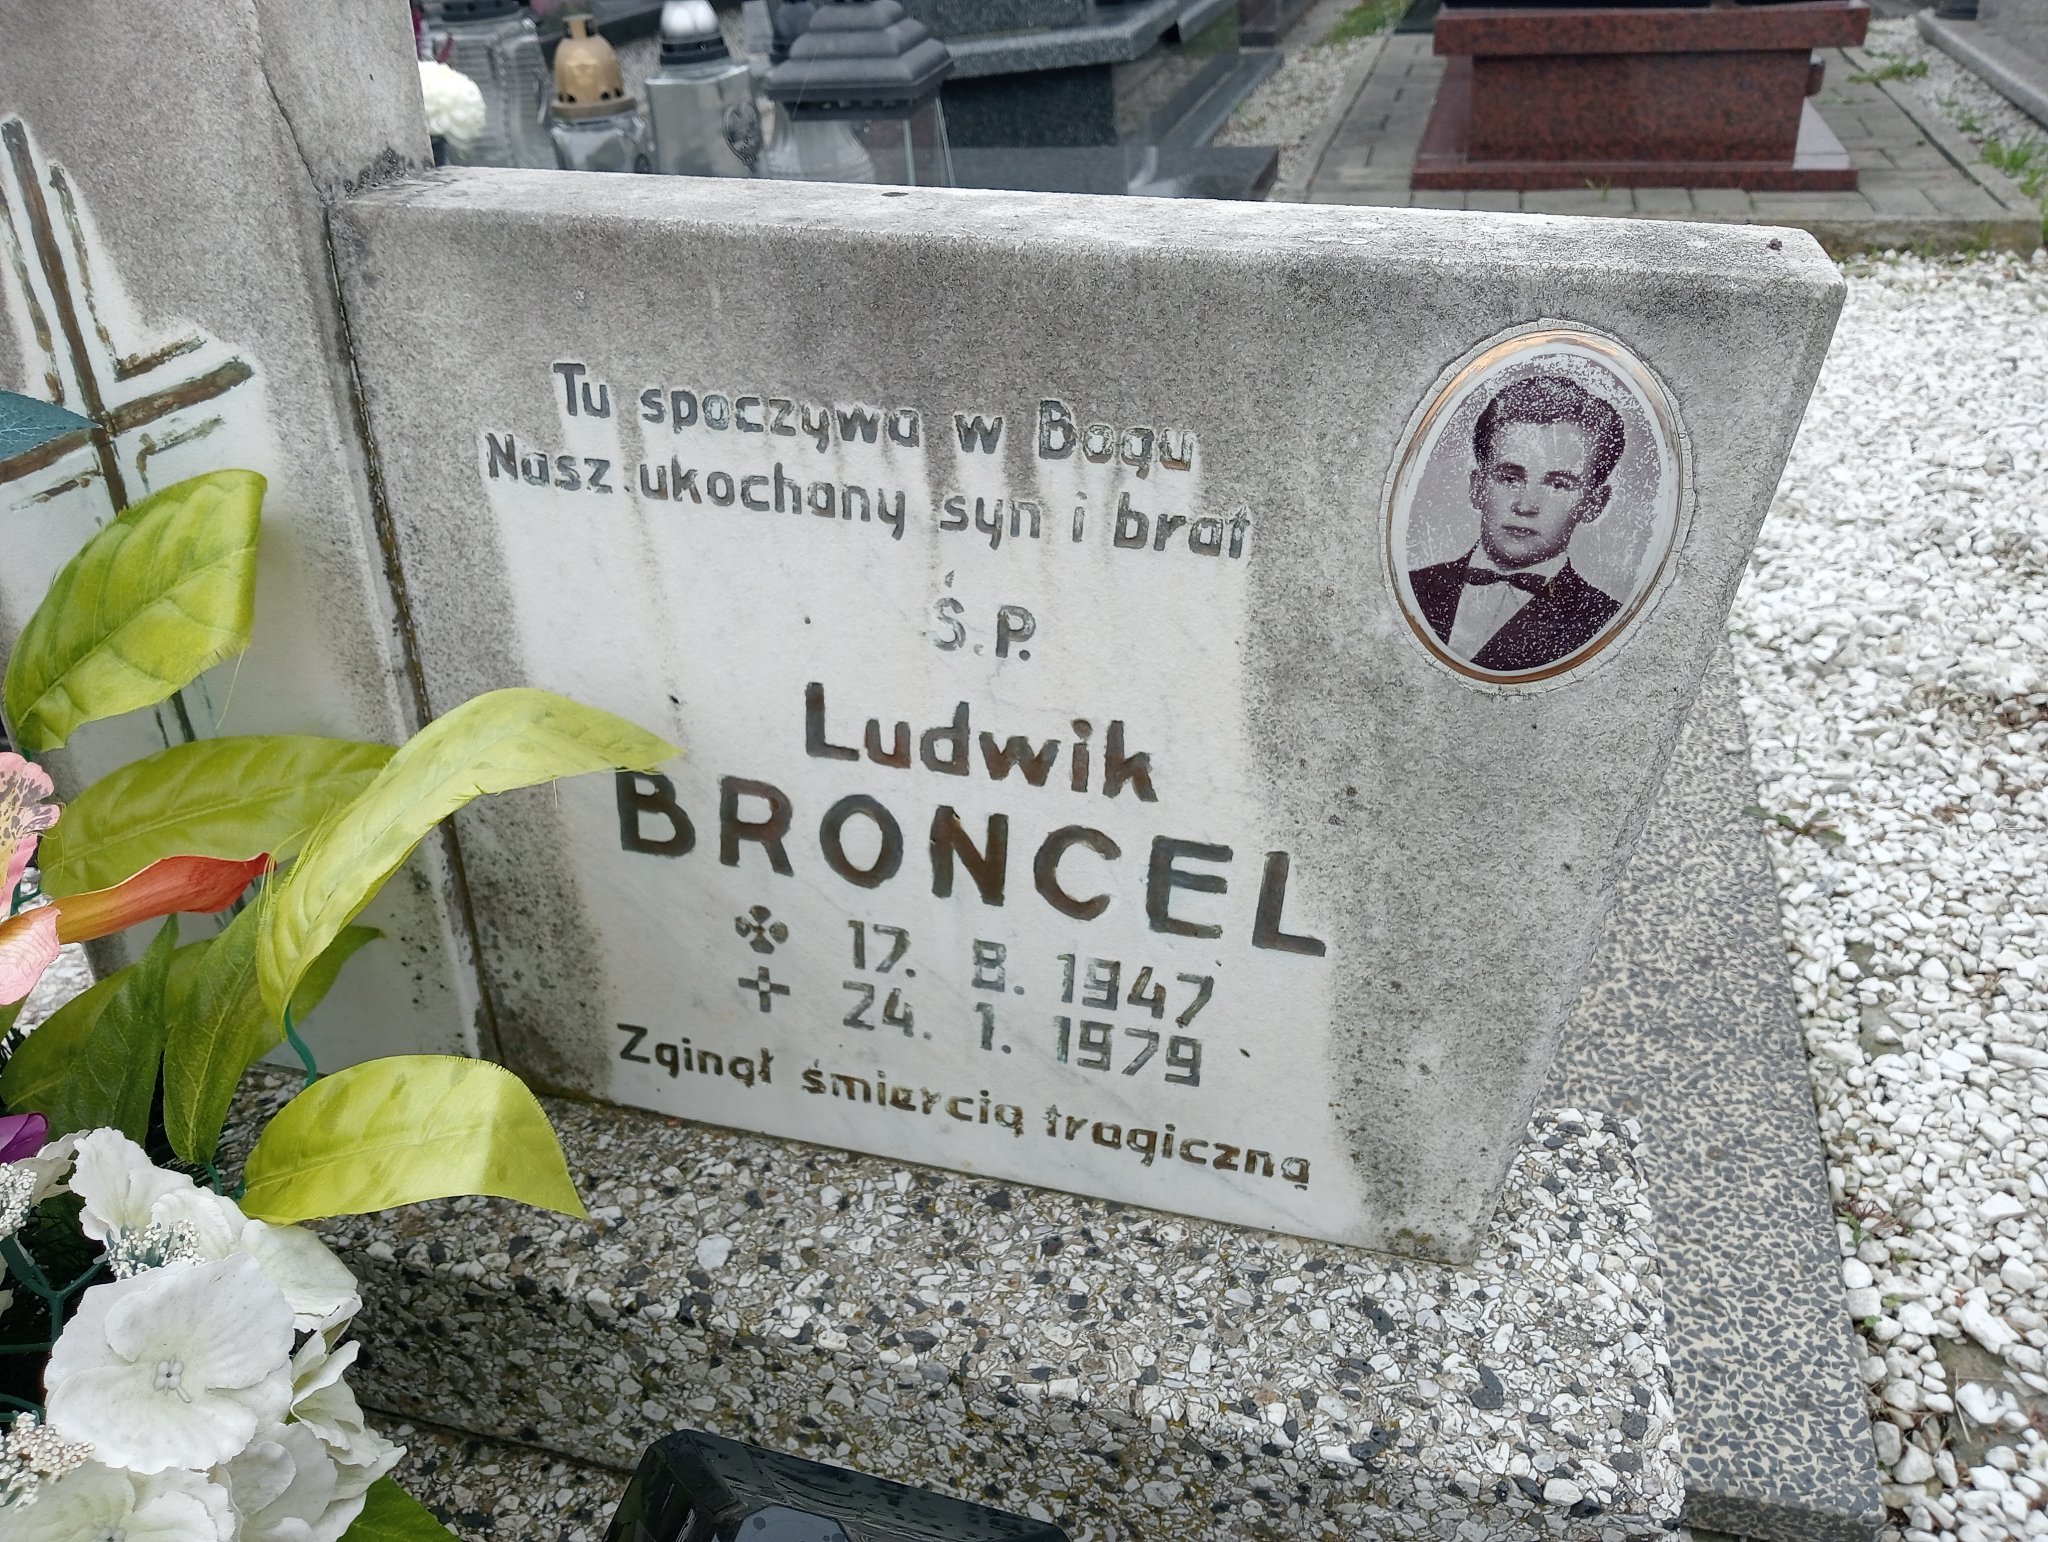 Tu spoczywa w Bogu
Nasz ukochany syn i brat
Ś.P.
Ludwik
BRONCEL
17. 8. 1947
24. 1. 1979
Zginął śmiercią tragiczną